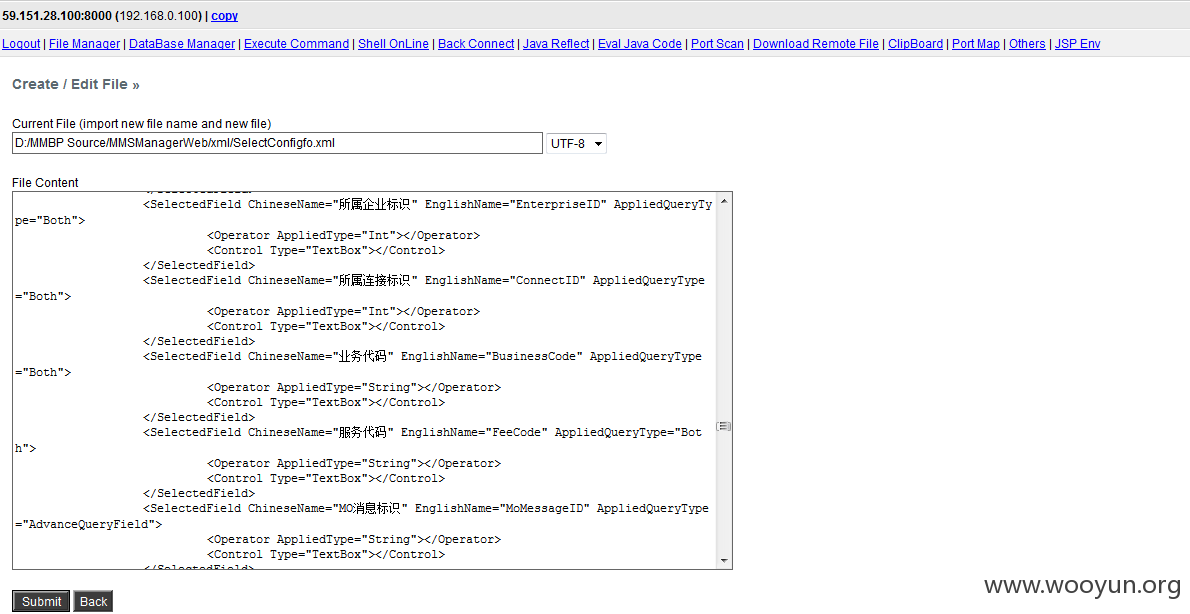 59.151.28.100:8000 (192.168.0.100) | copy
Logout | File Manager | DataBase Manager | Execute Command | Shell OnLine | Back Connect | Java Reflect | Eval Java Code | Port Scan | Download Remote File | ClipBoard | Port Map | Others | JSP Env
Create / Edit File »
Current File (import new file name and new file)
D:/MMBP Source/MMSManagerWeb/xml/SelectConfigfo.xml UTF-8
File Content
</SelectedField>
<SelectedField ChineseName="所属企业标识" EnglishName="EnterpriseID" AppliedQueryTy
pe="Both">
<Operator AppliedType="Int"></Operator>
<Control Type="TextBox"></Control>
</SelectedField>
<SelectedField ChineseName="所属连接标识" EnglishName="ConnectID" AppliedQueryType
="Both">
<Operator AppliedType="Int"></Operator>
<Control Type="TextBox"></Control>
</SelectedField>
<SelectedField ChineseName="业务代码" EnglishName="BusinessCode" AppliedQueryType
="Both">
<Operator AppliedType="String"></Operator>
<Control Type="TextBox"></Control>
</SelectedField>
<SelectedField ChineseName="服务代码" EnglishName="FeeCode" AppliedQueryType="Bot
h">
<Operator AppliedType="String"></Operator>
<Control Type="TextBox"></Control>
</SelectedField>
<SelectedField ChineseName="MO消息标识" EnglishName="MoMessageID" AppliedQueryType
="AdvanceQueryField">
<Operator AppliedType="String"></Operator>
<Control Type="TextBox"></Control>
</SelectedField>
Submit Back
www.wooyun.org